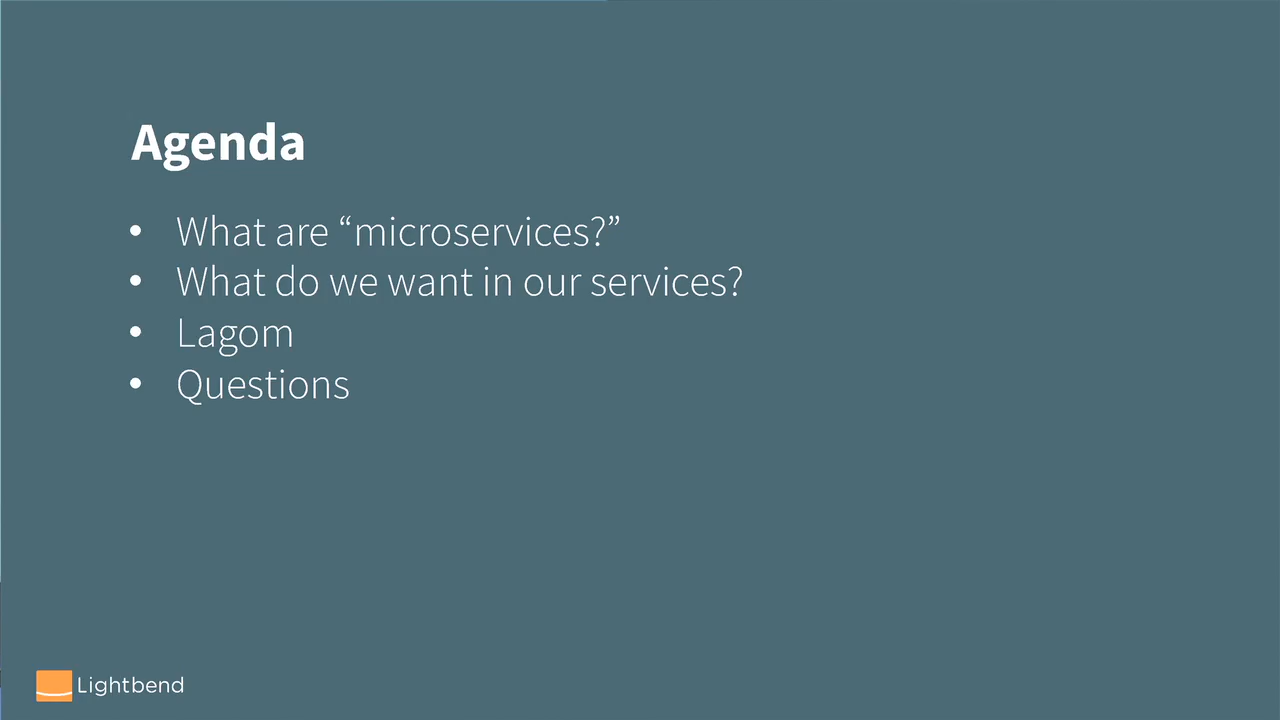 Agenda
• What are “microservices?”
• What do we want in our services?
• Lagom
• Questions
Lightbend